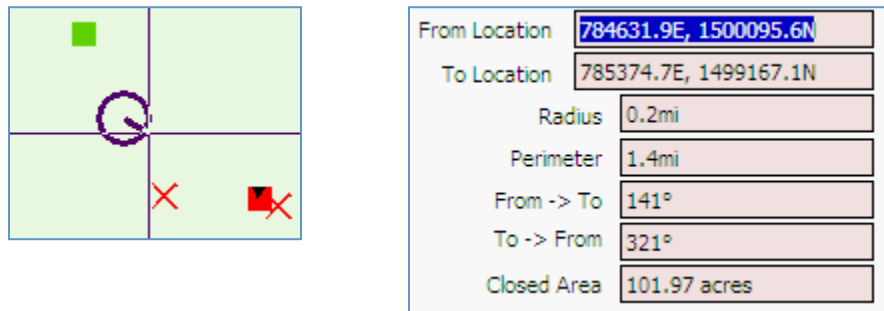 From Location 784631.9E, 1500095.6N
To Location 785374.7E, 1499167.1N
Radius 0.2mi
Perimeter 1.4mi
From -> To 141°
To -> From 321°
Closed Area 101.97 acres